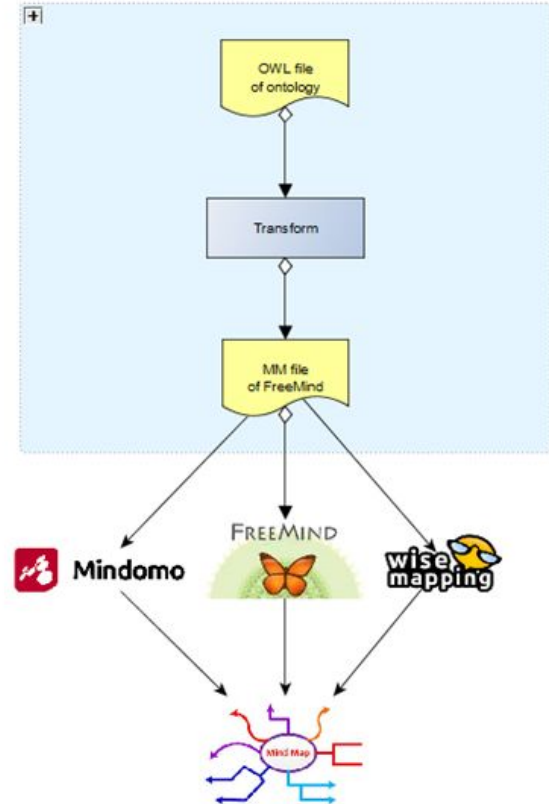 OWL file
of ontology
Transform
MM file
of FreeMind
Mindomo
FREEMIND
wise
mapping
Mind Map